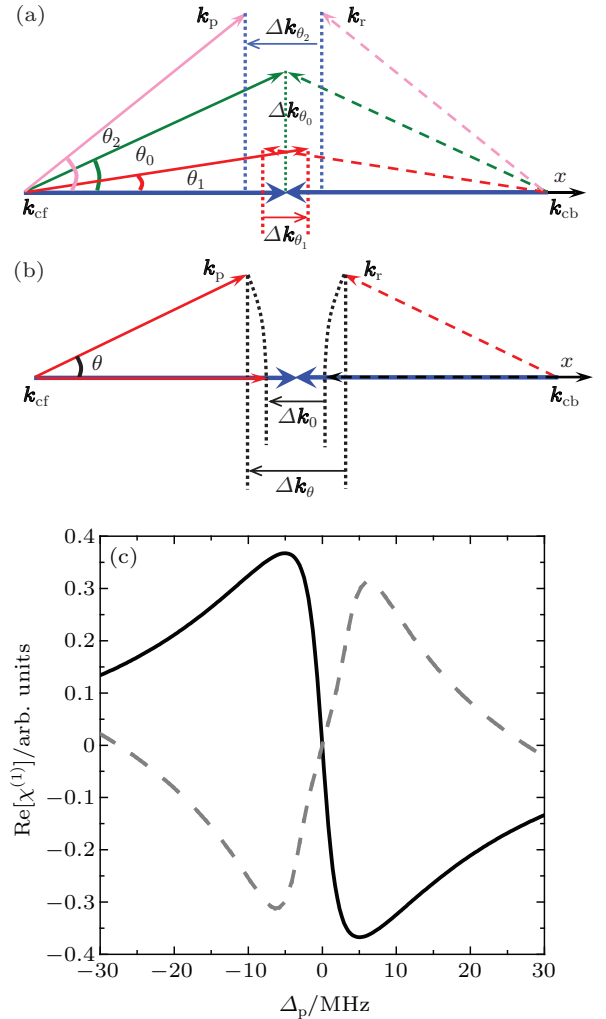 (a)
k_p
k_r
Δk_θ₂
Δk_θ₀
θ₂
θ₀
θ₁
x
k_cf
k_cb
Δk_θ₁
(b)
k_p
k_r
θ
x
k_cf
k_cb
Δk₀
Δk_θ
(c)
0.4
0.3
0.2
0.1
0
−0.1
−0.2
−0.3
−0.4
Re[χ⁽¹⁾]/arb. units
−30 −20 −10 0 10 20 30
Δ_p/MHz